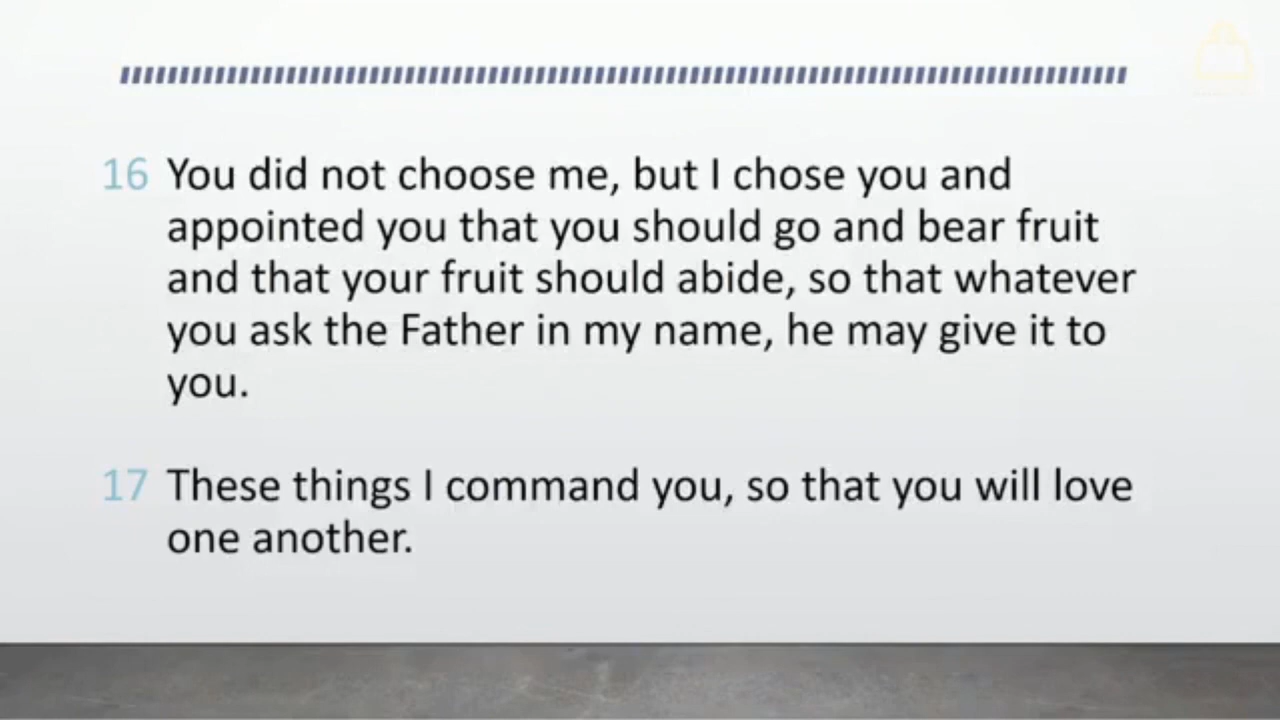 16 You did not choose me, but I chose you and
appointed you that you should go and bear fruit
and that your fruit should abide, so that whatever
you ask the Father in my name, he may give it to
you.
17 These things I command you, so that you will love
one another.